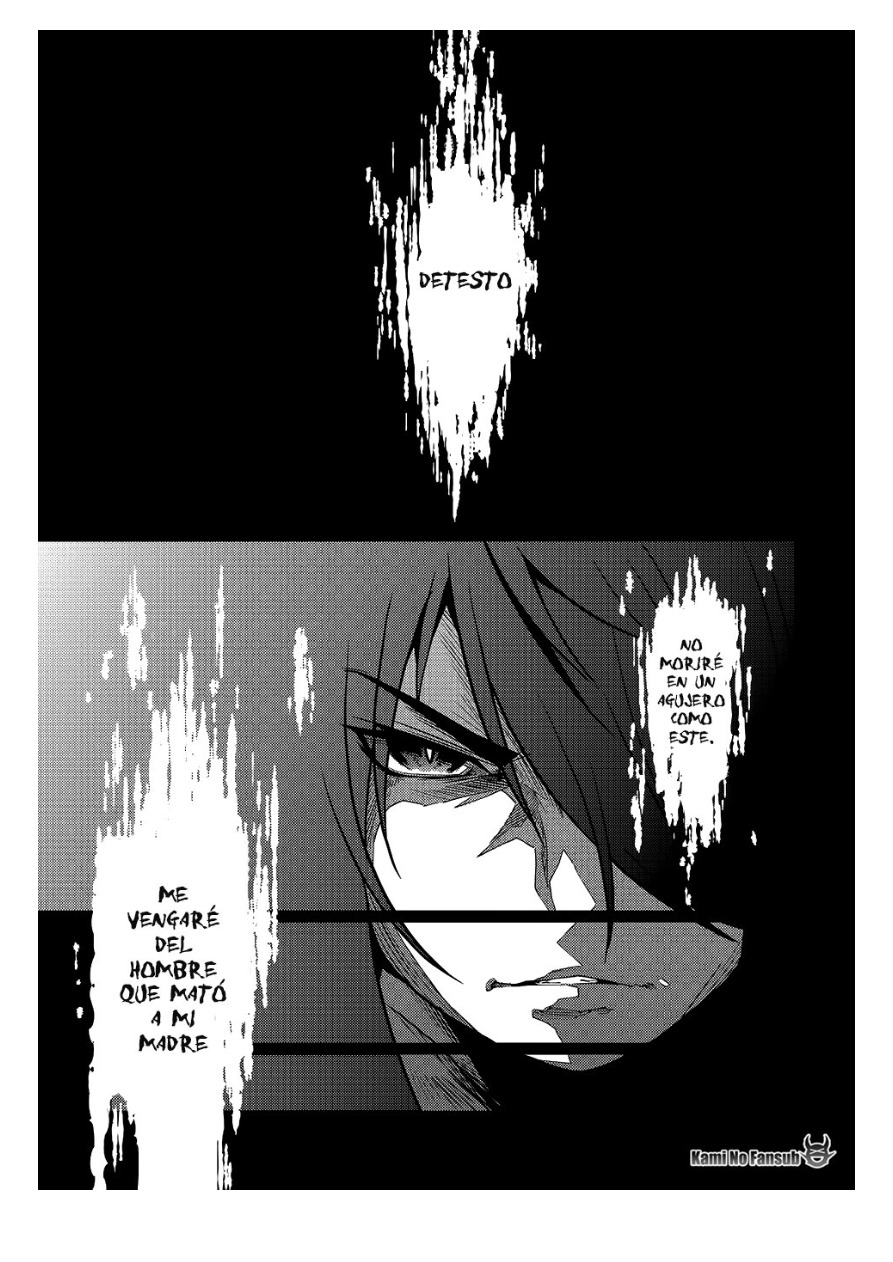 DETESTO
NO
MORIRÉ
EN UN
AGUJERO
COMO
ESTE.
ME
VENGARÉ
DEL
HOMBRE
QUE MATÓ
A MI
MADRE
Kami No Fansub